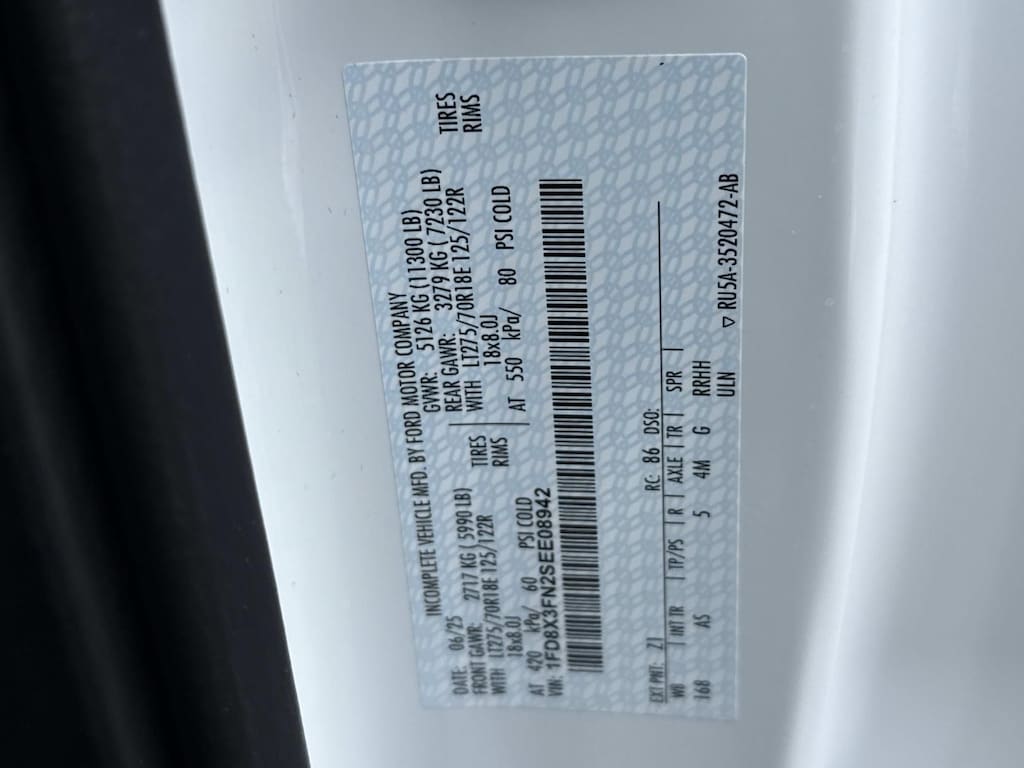 INCOMPLETE VEHICLE MFD. BY FORD MOTOR COMPANY
DATE: 06/25 GVWR: 5126 KG (11300 LB)
FRONT GAWR: 2717 KG (5990 LB) REAR GAWR: 3279 KG (7230 LB)
WITH LT275/70R18E 125/122R TIRES WITH LT275/70R18E 125/122R TIRES
18x8.0J RIMS 18x8.0J RIMS
AT 420 kPa/ 60 PSI COLD AT 550 kPa/ 80 PSI COLD
VIN: 1FD8X3FN2SEE08942
EXT PNT: Z1 RC: 86 DSO:
WB INT TR TP/PS R AXLE TR SPR
168 AS 5 4M G RRHH
ULN ▽ RU5A-3520472-AB